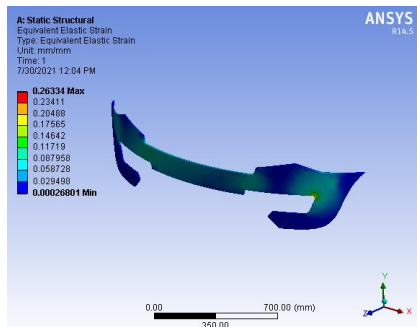 A: Static Structural
Equivalent Elastic Strain
Type: Equivalent Elastic Strain
Unit: mm/mm
Time: 1
7/30/2021 12:04 PM
ANSYS
R14.5
0.26334 Max
0.23411
0.20488
0.17565
0.14642
0.11719
0.087958
0.058728
0.029498
0.00026801 Min
0.00
700.00 (mm)
350.00
Y
Z
X